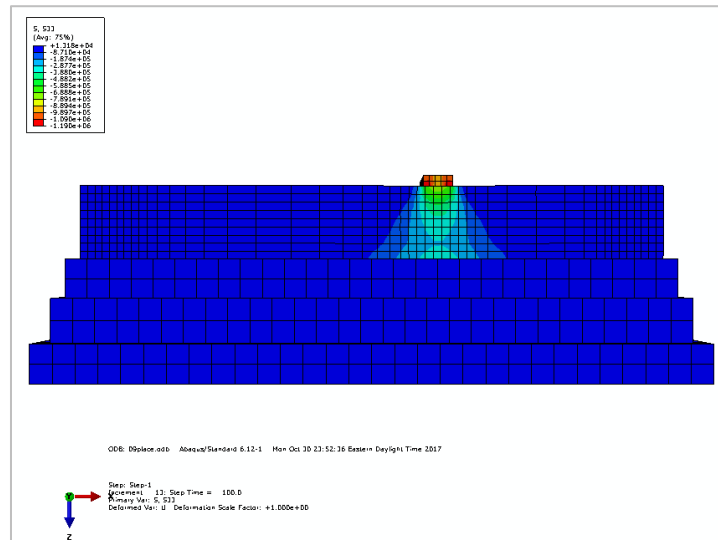 S, S33
(Avg: 75%)
+1.318e+04
-8.710e+04
-1.874e+05
-2.877e+05
-3.880e+05
-4.882e+05
-5.885e+05
-6.888e+05
-7.891e+05
-8.894e+05
-9.897e+05
-1.090e+06
-1.190e+06
ODB: D9place.odb Abaqus/Standard 6.12-1 Mon Oct 30 23:52:36 Eastern Daylight Time 2017
Step: Step-1
Increment 13: Step Time = 100.0
Primary Var: S, S33
Deformed Var: U Deformation Scale Factor: +1.000e+00
Y
X
Z